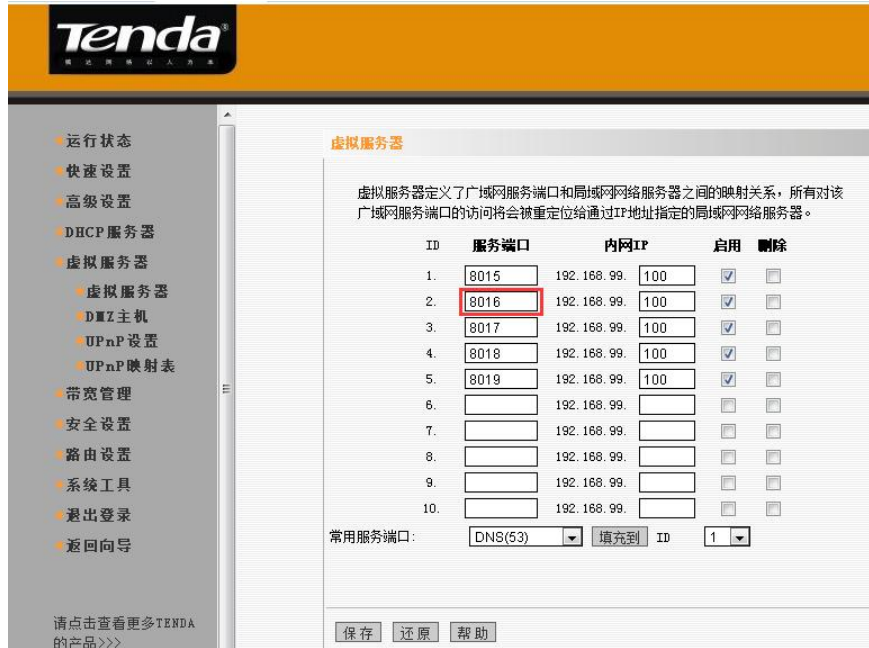 Tenda®
运行状态
快速设置
高级设置
DHCP服务器
虚拟服务器
虚拟服务器
DMZ主机
UPnP设置
UPnP映射表
带宽管理
安全设置
路由设置
系统工具
退出登录
返回向导
请点击查看更多TENDA
的产品>>>
虚拟服务器
虚拟服务器定义了广域网服务端口和局域网网络服务器之间的映射关系，所有对该
广域网服务端口的访问将会被重定位给通过IP地址指定的局域网网络服务器。
ID 服务端口 内网IP 启用 删除
1. 8015 192.168.99. 100
2. 8016 192.168.99. 100
3. 8017 192.168.99. 100
4. 8018 192.168.99. 100
5. 8019 192.168.99. 100
6. 192.168.99.
7. 192.168.99.
8. 192.168.99.
9. 192.168.99.
10. 192.168.99.
常用服务端口: DNS(53) 填充到 ID 1
保存 还原 帮助